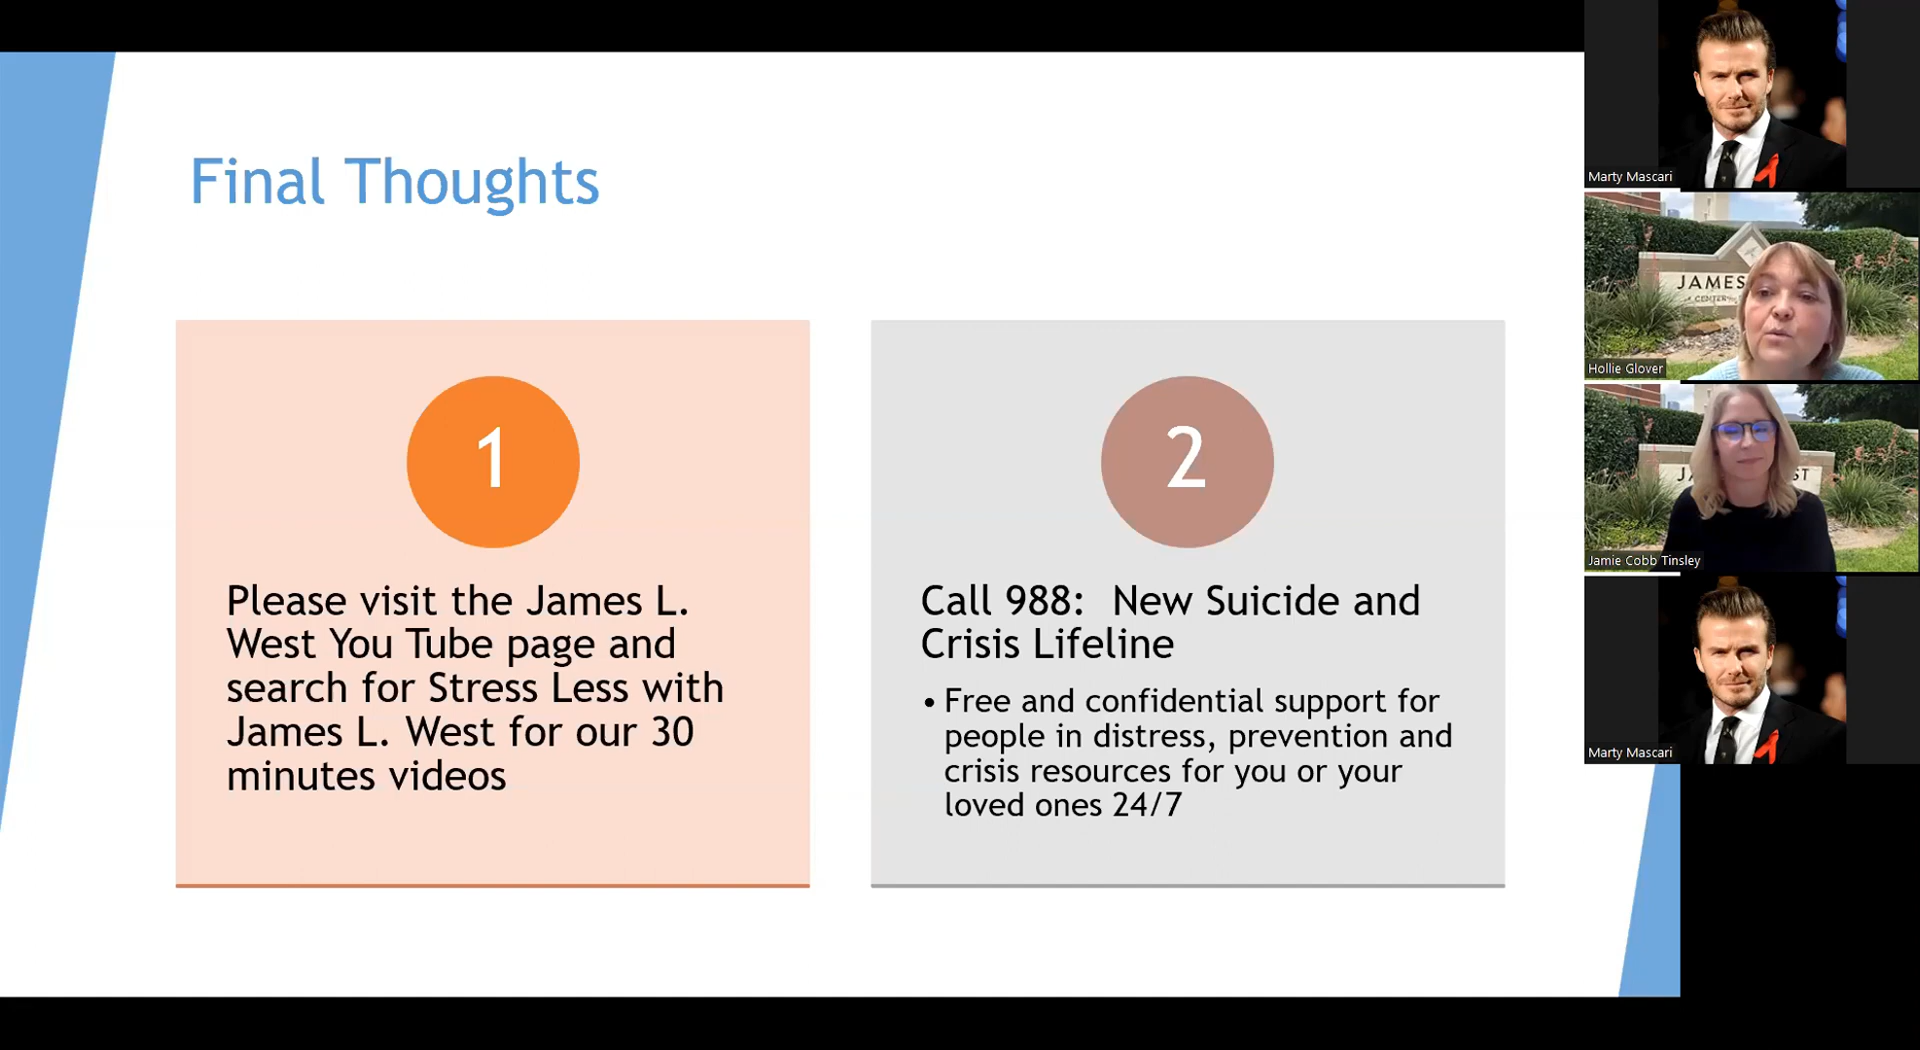 Final Thoughts
1
Please visit the James L.
West You Tube page and
search for Stress Less with
James L. West for our 30
minutes videos
2
Call 988:  New Suicide and
Crisis Lifeline
• Free and confidential support for
people in distress, prevention and
crisis resources for you or your
loved ones 24/7
Marty Mascari
JAMES
A CENTER
Hollie Glover
JA ST
Jamie Cobb Tinsley
Marty Mascari